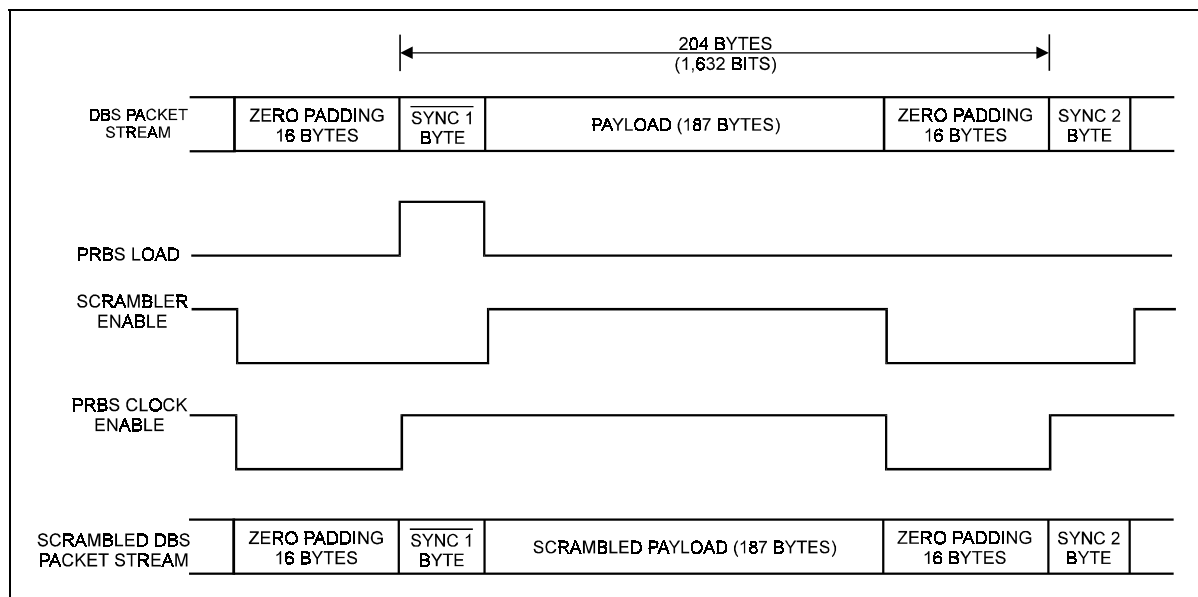 204 BYTES
(1,632 BITS)
DBS PACKET
STREAM
ZERO PADDING
16 BYTES
SYNC 1
BYTE
PAYLOAD (187 BYTES)
ZERO PADDING
16 BYTES
SYNC 2
BYTE
PRBS LOAD
SCRAMBLER
ENABLE
PRBS CLOCK
ENABLE
SCRAMBLED DBS
PACKET STREAM
ZERO PADDING
16 BYTES
SYNC 1
BYTE
SCRAMBLED PAYLOAD (187 BYTES)
ZERO PADDING
16 BYTES
SYNC 2
BYTE